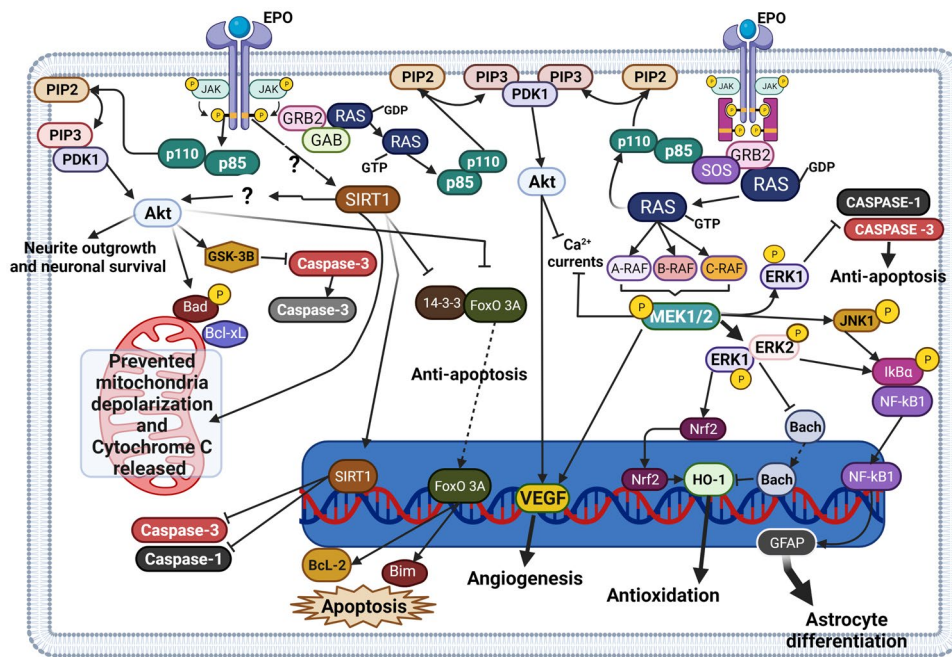 EPO
EPO
P
JAK
JAK
P
P
P
PIP2
PIP3
PDK1
p110
p85
GRB2
GAB
RAS
GDP
RAS
GTP
p110
p85
PIP2
PIP3
PIP3
PDK1
PIP2
P
JAK
JAK
P
P
P
P
P
p110
p85
SOS
GRB2
RAS
GDP
RAS
GTP
Akt
?
?
SIRT1
Akt
Ca2+
currents
A-RAF
B-RAF
C-RAF
P
ERK1
CASPASE-1
CASPASE -3
Anti-apoptosis
Neurite outgrowth
and neuronal survival
GSK-3B
Caspase-3
Caspase-3
14-3-3
FoxO 3A
P
MEK1/2
JNK1
P
Bad
P
Bcl-xL
ERK1
P
ERK2
P
IkBα
P
NF-kB1
Prevented
mitochondria
depolarization
and
Cytochrome C
released
Anti-apoptosis
Nrf2
Bach
SIRT1
FoxO 3A
VEGF
Nrf2
HO-1
Bach
NF-kB1
Caspase-3
Caspase-1
GFAP
BcL-2
Bim
Apoptosis
Angiogenesis
Antioxidation
Astrocyte
differentiation